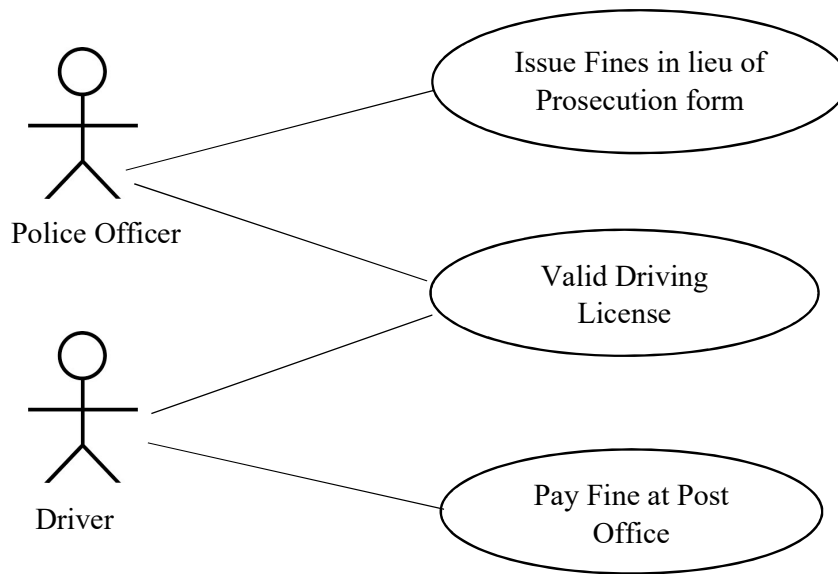 Issue Fines in lieu of
Prosecution form
Police Officer
Valid Driving
License
Driver
Pay Fine at Post
Office